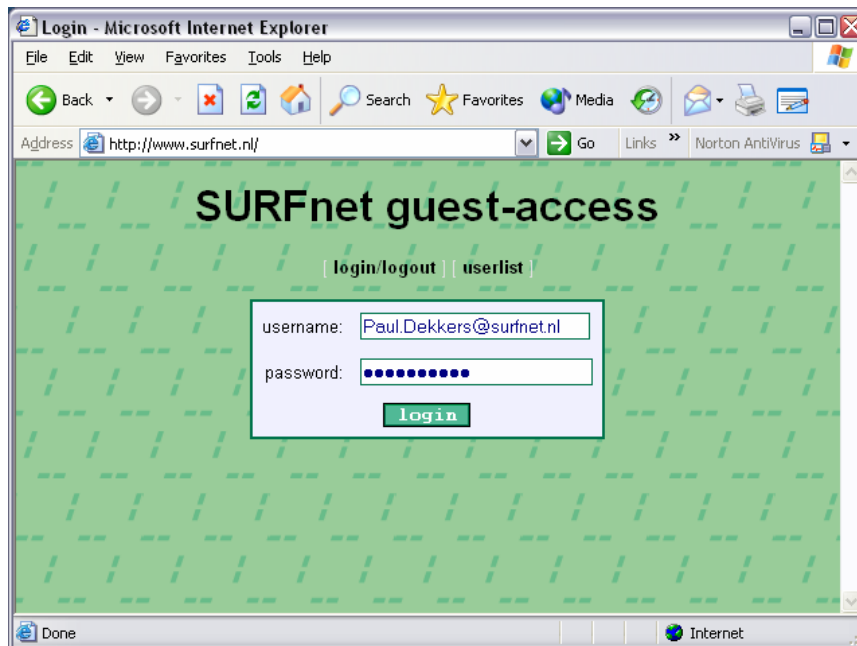 Login - Microsoft Internet Explorer
File Edit View Favorites Tools Help
Back Search Favorites Media
Address http://www.surfnet.nl/ Go Links » Norton AntiVirus
SURFnet guest-access
[ login/logout ] [ userlist ]
username: Paul.Dekkers@surfnet.nl
password: ●●●●●●●●●●
login
Done Internet